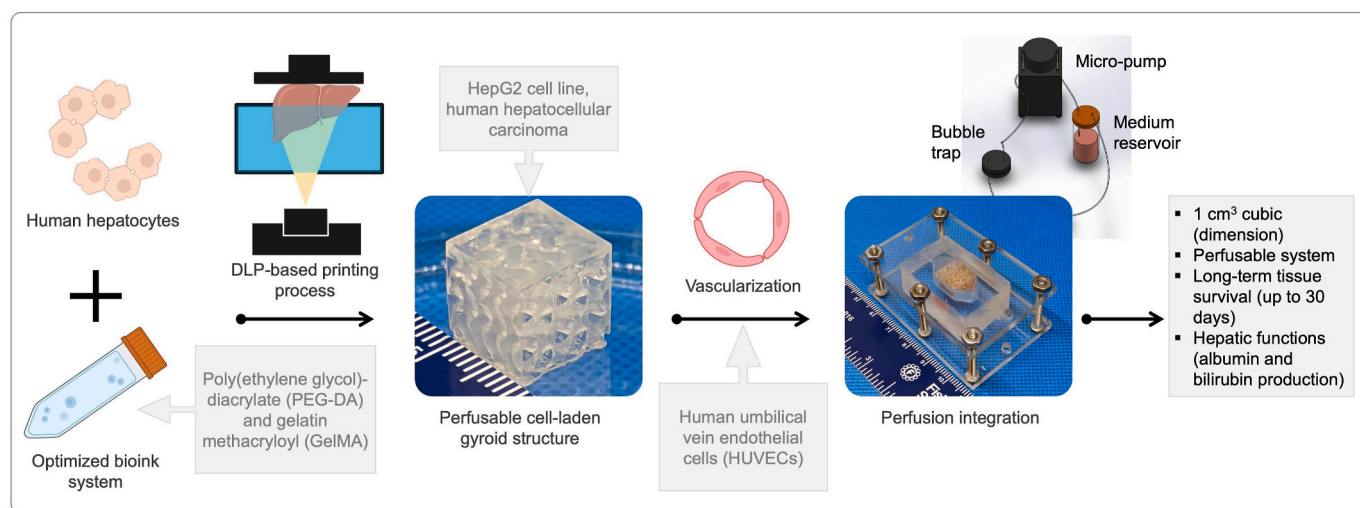 Human hepatocytes
Optimized bioink
system
DLP-based printing
process
Poly(ethylene glycol)-
diacrylate (PEG-DA)
and gelatin
methacryloyl (GelMA)
HepG2 cell line,
human hepatocellular
carcinoma
Perfusable cell-laden
gyroid structure
Vascularization
Human umbilical
vein endothelial
cells (HUVECs)
Micro-pump
Bubble
trap
Medium
reservoir
Perfusion integration
▪ 1 cm³ cubic
(dimension)
▪ Perfusable system
▪ Long-term tissue
survival (up to 30
days)
▪ Hepatic functions
(albumin and
bilirubin production)